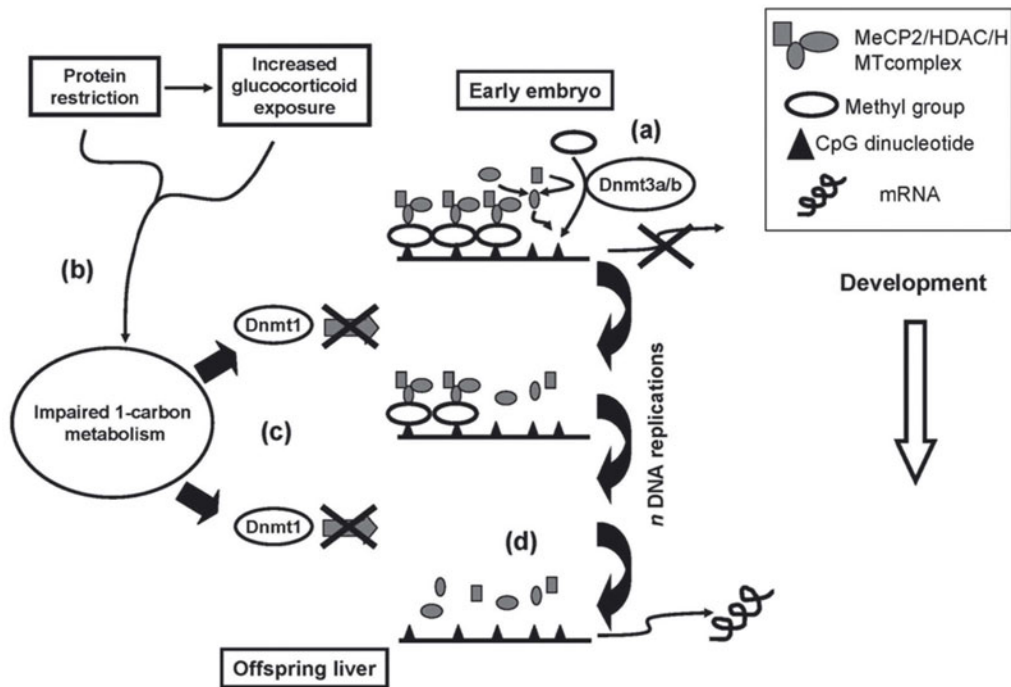 Protein
restriction
Increased
glucocorticoid
exposure
Early embryo
(a)
Dnmt3a/b
MeCP2/HDAC/H
MTcomplex
Methyl group
CpG dinucleotide
mRNA
(b)
Development
Dnmt1
Impaired 1-carbon
metabolism
(c)
n DNA replications
Dnmt1
(d)
Offspring liver